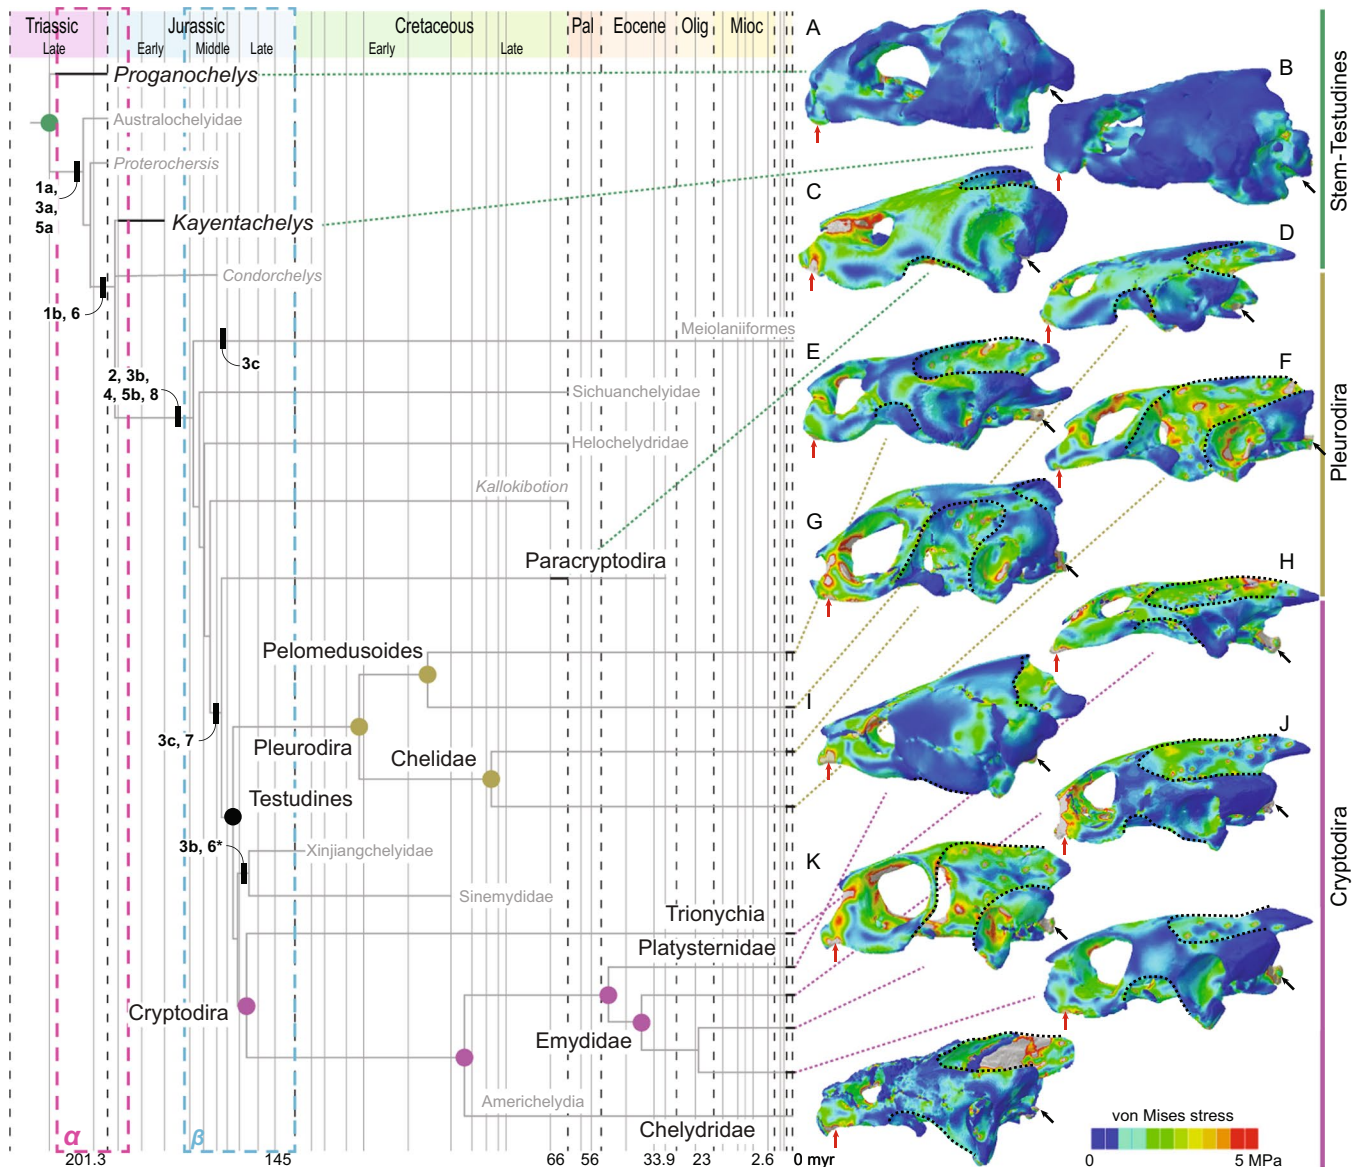 Triassic Jurassic Cretaceous Pal Eocene Olig Mioc
Late Early Middle Late Early Late
A
B
C
D
E
F
G
H
I
J
K
Proganochelys
Australochelyidae
Proterochersis
1a,
3a,
5a
Kayentachelys
Condorchelys
1b, 6
Meiolaniiformes
3c
2, 3b,
4, 5b, 8
Sichuanchelyidae
Helochelydridae
Kallokibotion
Paracryptodira
Pelomedusoides
3c, 7
Pleurodira
Chelidae
Testudines
3b, 6*
Xinjiangchelyidae
Sinemydidae
Trionychia
Platysternidae
Cryptodira
Emydidae
Americhelydia
Chelydridae
α β
201.3 145 66 56 33.9 23 2.6 0 myr
Stem-Testudines
Pleurodira
Cryptodira
von Mises stress
0 5 MPa